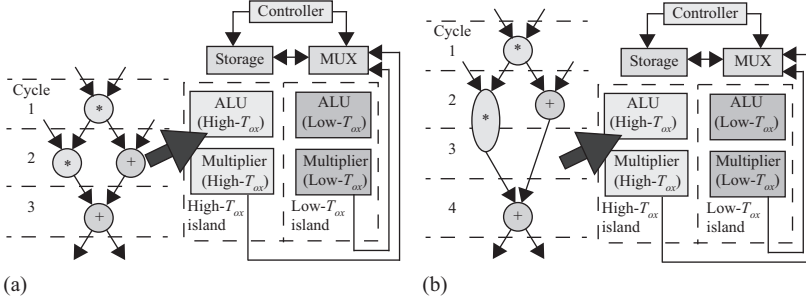 Controller
Storage
MUX
Cycle
1
*
2
*
+
3
+
ALU
(High-Tox)
ALU
(Low-Tox)
Multiplier
(High-Tox)
Multiplier
(Low-Tox)
High-Tox
island
Low-Tox
island
(a)
Controller
Storage
MUX
Cycle
1
*
2
*
+
3
4
+
ALU
(High-Tox)
ALU
(Low-Tox)
Multiplier
(High-Tox)
Multiplier
(Low-Tox)
High-Tox
island
Low-Tox
island
(b)